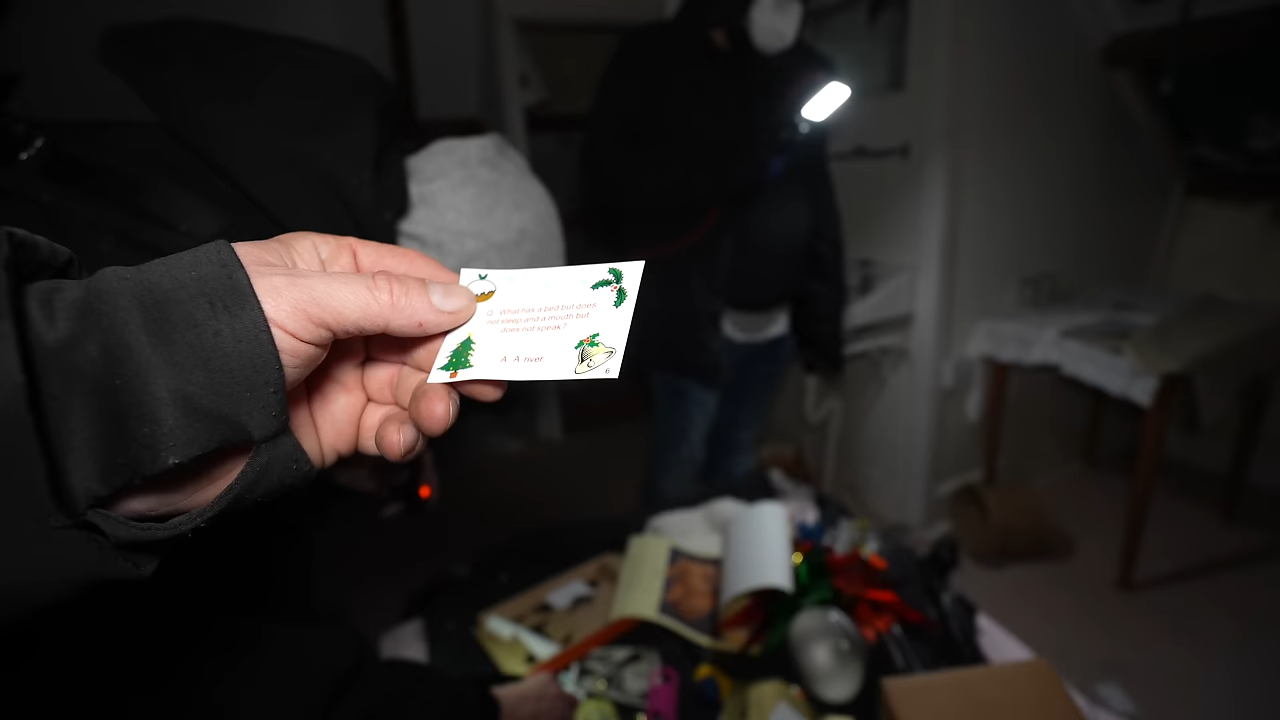 Q. What has a bed but does
not sleep and a mouth but
does not speak?
A. A river.
6